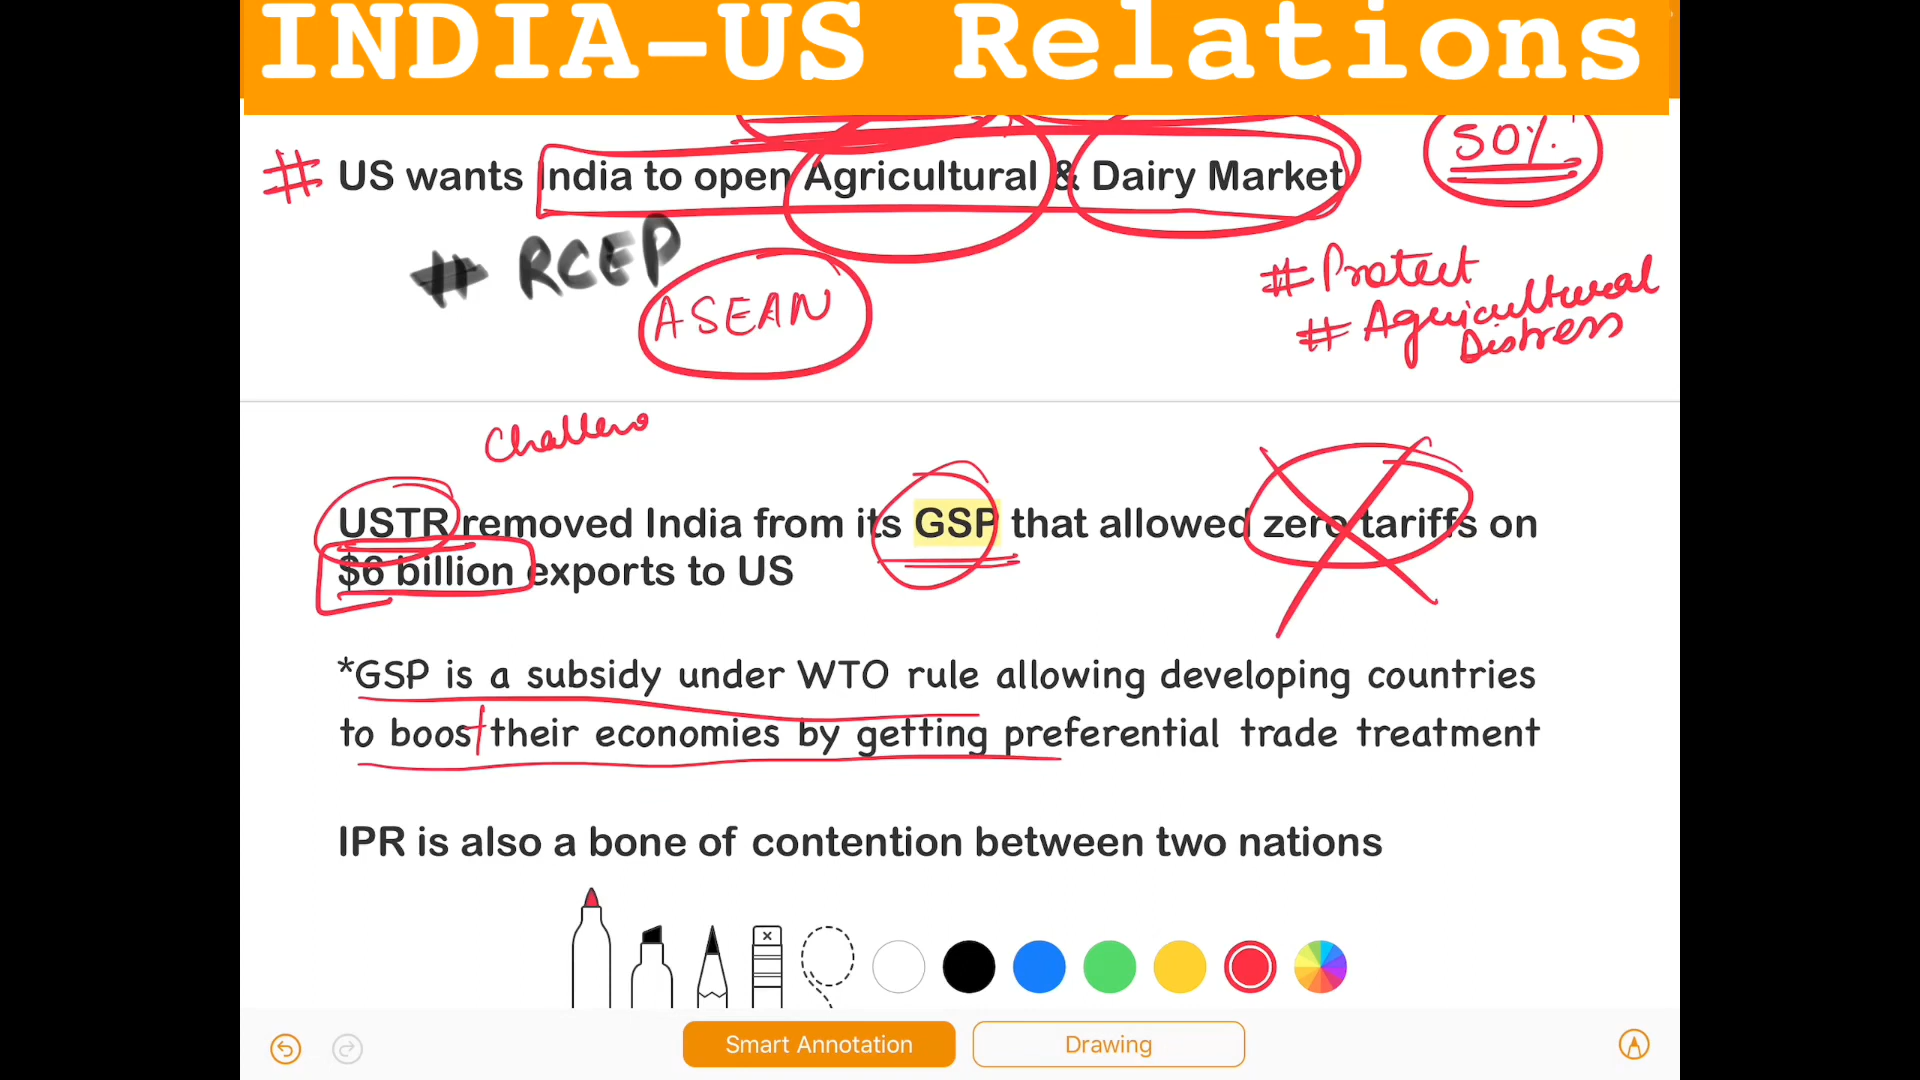 INDIA-US Relations
50%
# US wants India to open Agricultural & Dairy Market
# RCEP
ASEAN
# Protect
# Agricultural
Distress
USTR removed India from its GSP that allowed zero tariffs on
$6 billion exports to US
*GSP is a subsidy under WTO rule allowing developing countries
to boost their economies by getting preferential trade treatment
IPR is also a bone of contention between two nations
Smart Annotation
Drawing